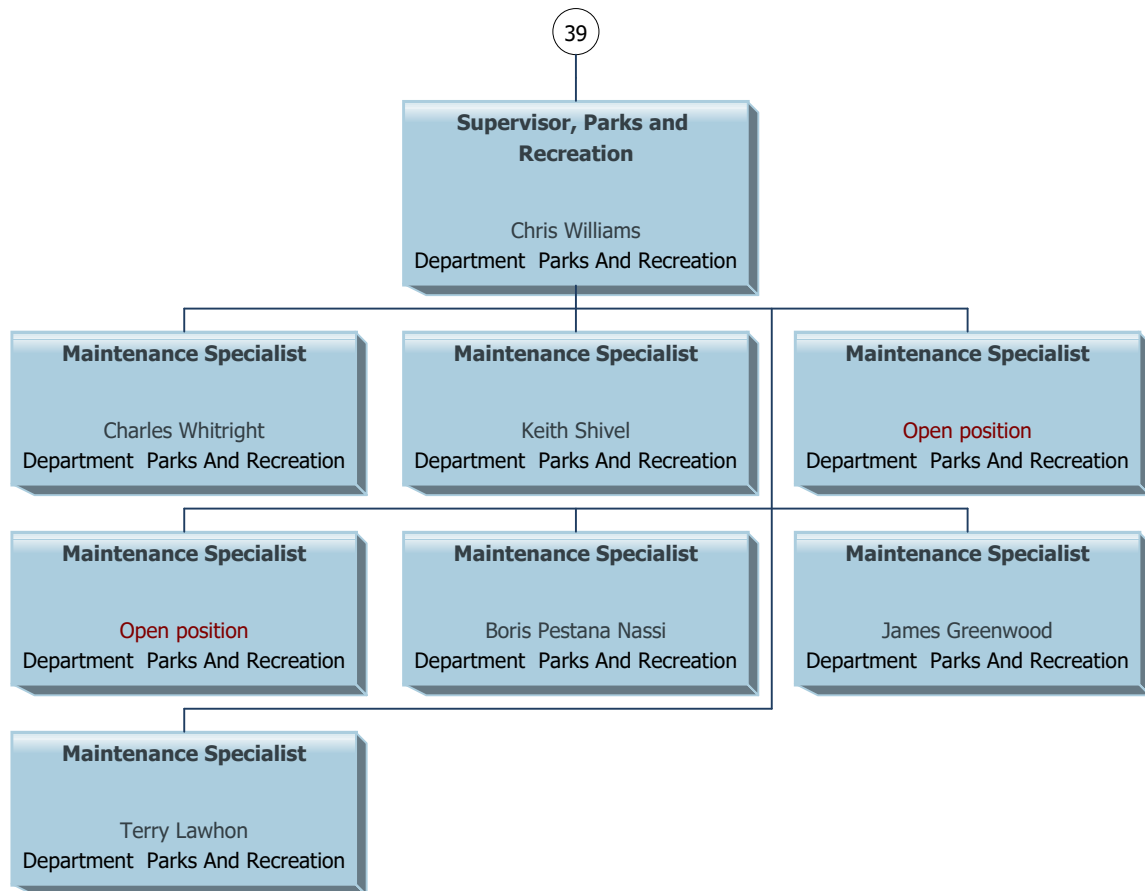 39
Supervisor, Parks and
Recreation
Chris Williams
Department  Parks And Recreation
Maintenance Specialist
Charles Whitright
Department  Parks And Recreation
Maintenance Specialist
Keith Shivel
Department  Parks And Recreation
Maintenance Specialist
Open position
Department  Parks And Recreation
Maintenance Specialist
Open position
Department  Parks And Recreation
Maintenance Specialist
Boris Pestana Nassi
Department  Parks And Recreation
Maintenance Specialist
James Greenwood
Department  Parks And Recreation
Maintenance Specialist
Terry Lawhon
Department  Parks And Recreation